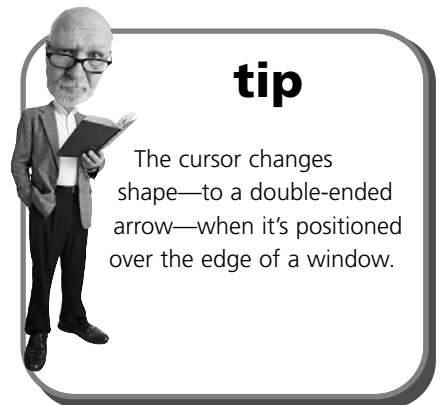 tip
The cursor changes
shape—to a double-ended
arrow—when it's positioned
over the edge of a window.